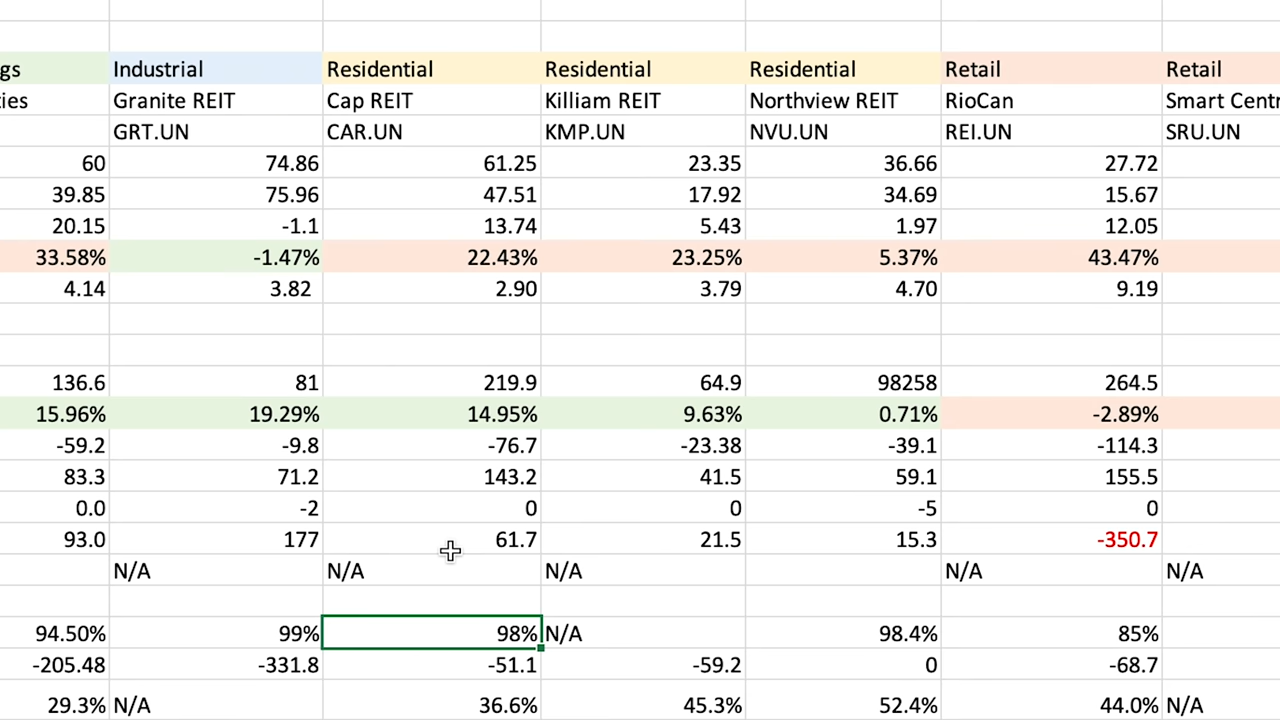 gs Industrial Residential Residential Residential Retail Retail
ties Granite REIT Cap REIT Killiam REIT Northview REIT RioCan Smart Centr
GRT.UN CAR.UN KMP.UN NVU.UN REI.UN SRU.UN
60 74.86 61.25 23.35 36.66 27.72
39.85 75.96 47.51 17.92 34.69 15.67
20.15 -1.1 13.74 5.43 1.97 12.05
33.58% -1.47% 22.43% 23.25% 5.37% 43.47%
4.14 3.82 2.90 3.79 4.70 9.19
136.6 81 219.9 64.9 98258 264.5
15.96% 19.29% 14.95% 9.63% 0.71% -2.89%
-59.2 -9.8 -76.7 -23.38 -39.1 -114.3
83.3 71.2 143.2 41.5 59.1 155.5
0.0 -2 0 0 -5 0
93.0 177 61.7 21.5 15.3 -350.7
N/A N/A N/A N/A N/A
94.50% 99% 98% N/A 98.4% 85%
-205.48 -331.8 -51.1 -59.2 0 -68.7
29.3% N/A 36.6% 45.3% 52.4% 44.0% N/A